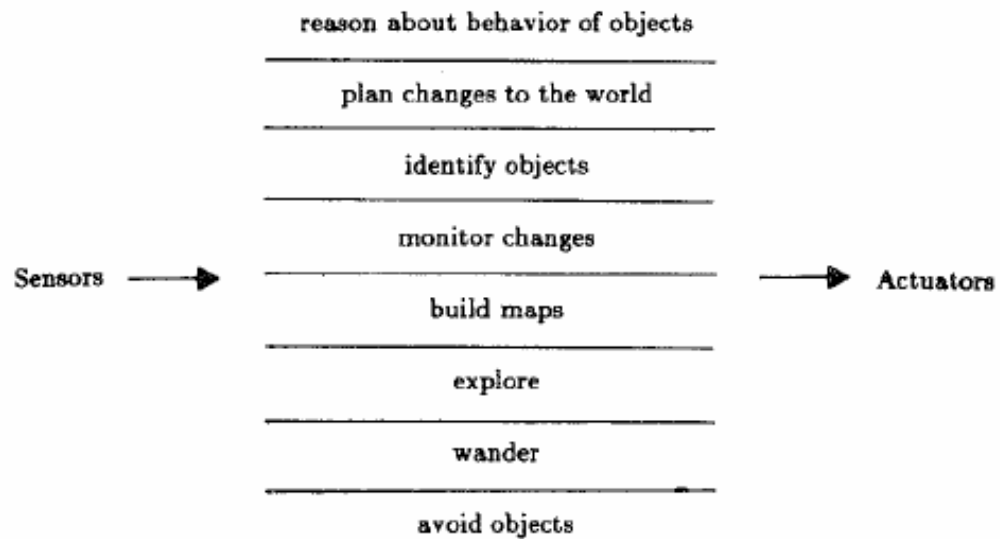 reason about behavior of objects
plan changes to the world
identify objects
monitor changes
Sensors
Actuators
build maps
explore
wander
avoid objects